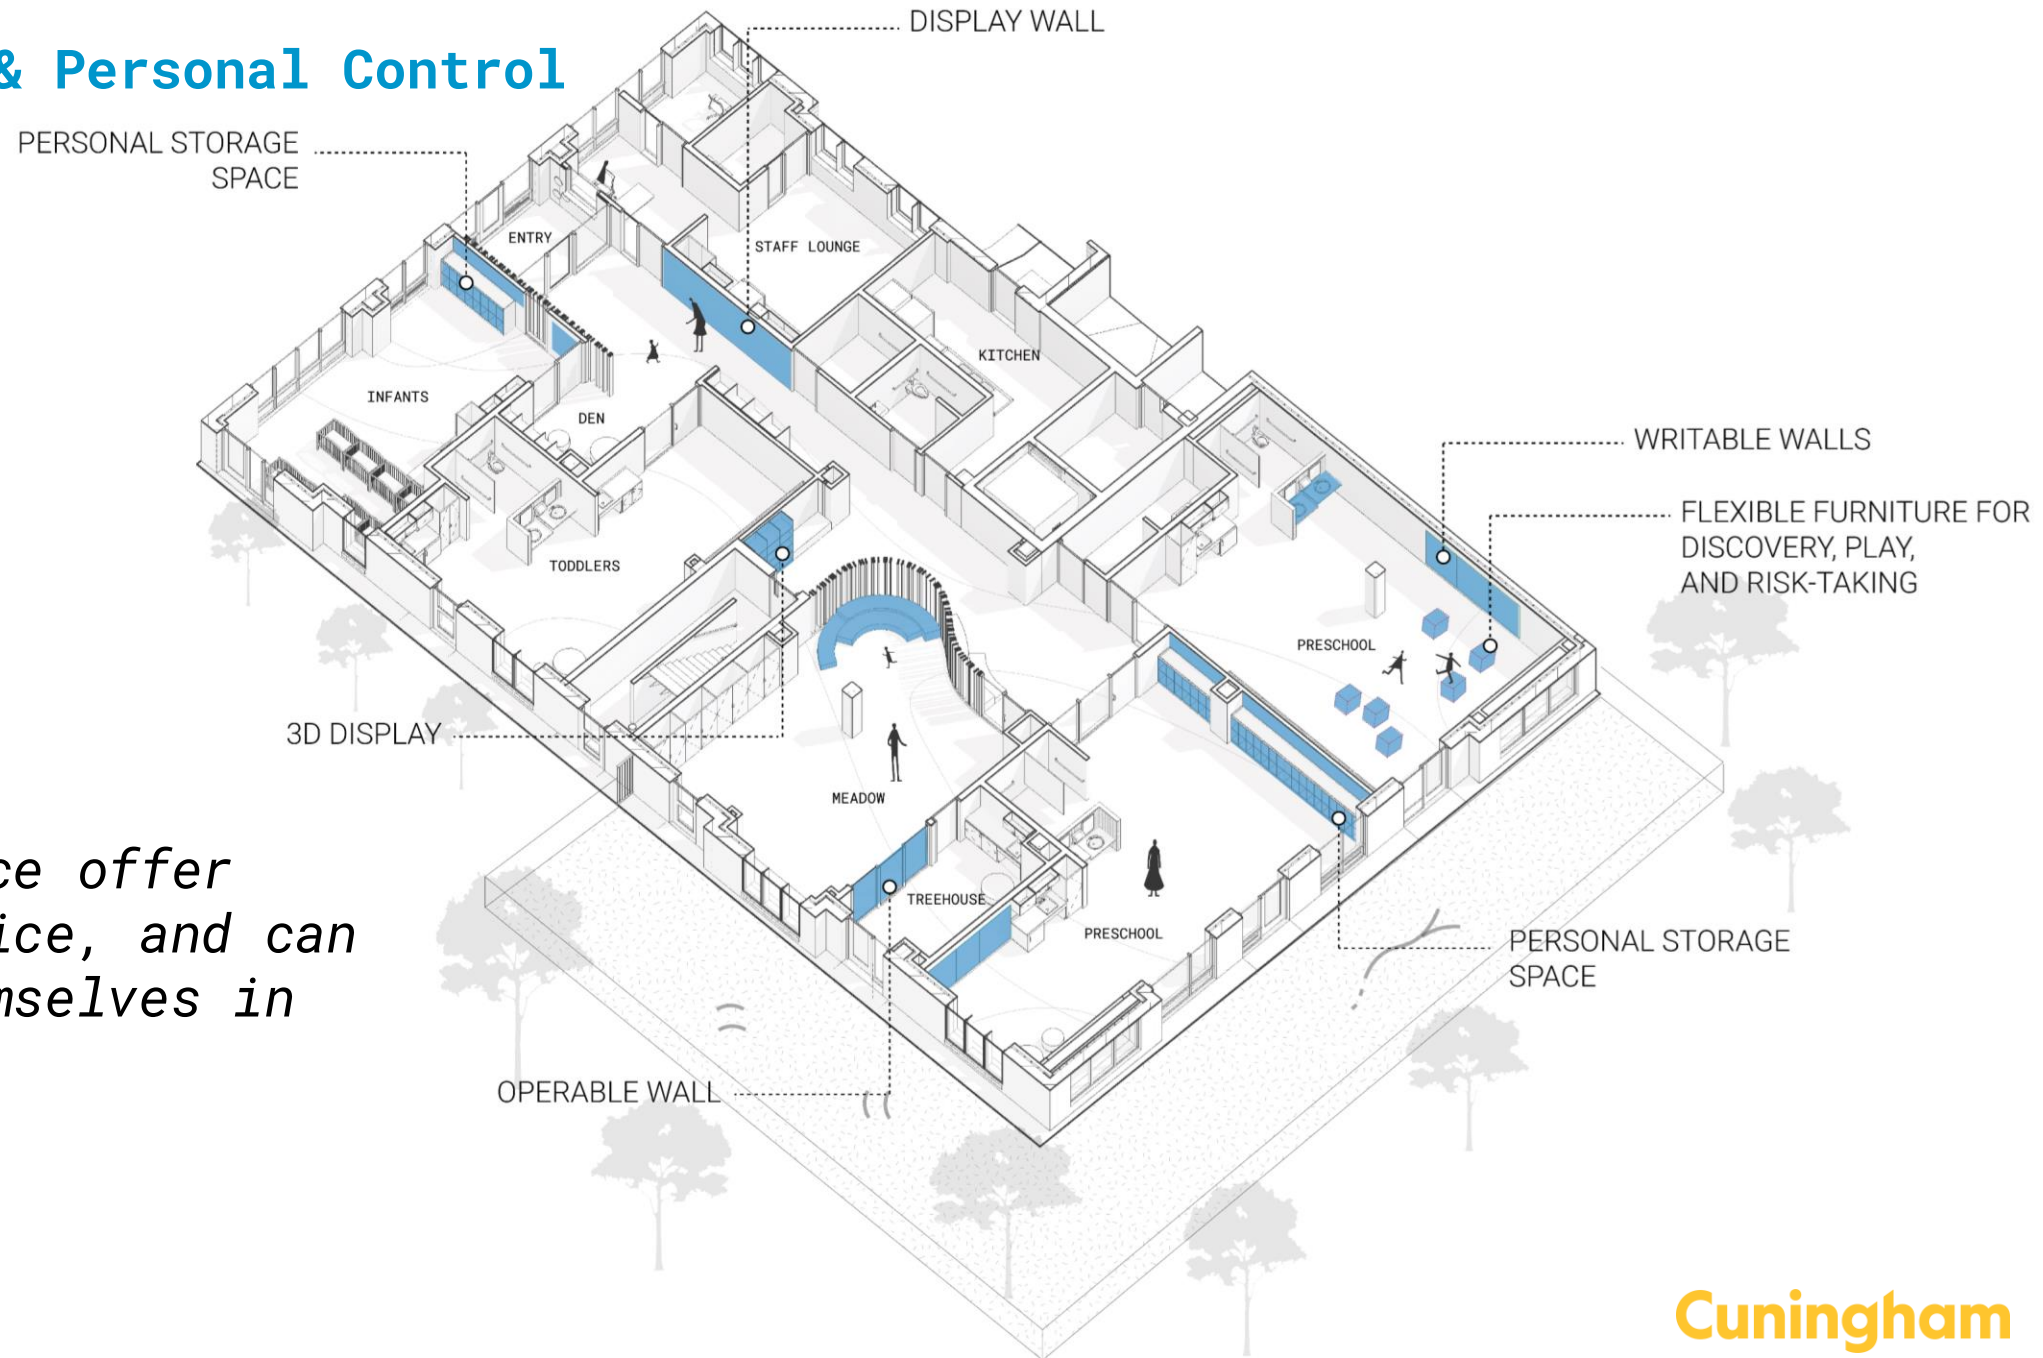 & Personal Control
DISPLAY WALL
PERSONAL STORAGE
SPACE
ENTRY
STAFF LOUNGE
KITCHEN
INFANTS
DEN
WRITABLE WALLS
FLEXIBLE FURNITURE FOR
DISCOVERY, PLAY,
AND RISK-TAKING
TODDLERS
PRESCHOOL
3D DISPLAY
MEADOW
ce offer
ice, and can
mselves in
TREEHOUSE
PRESCHOOL
PERSONAL STORAGE
SPACE
OPERABLE WALL
Cuningham